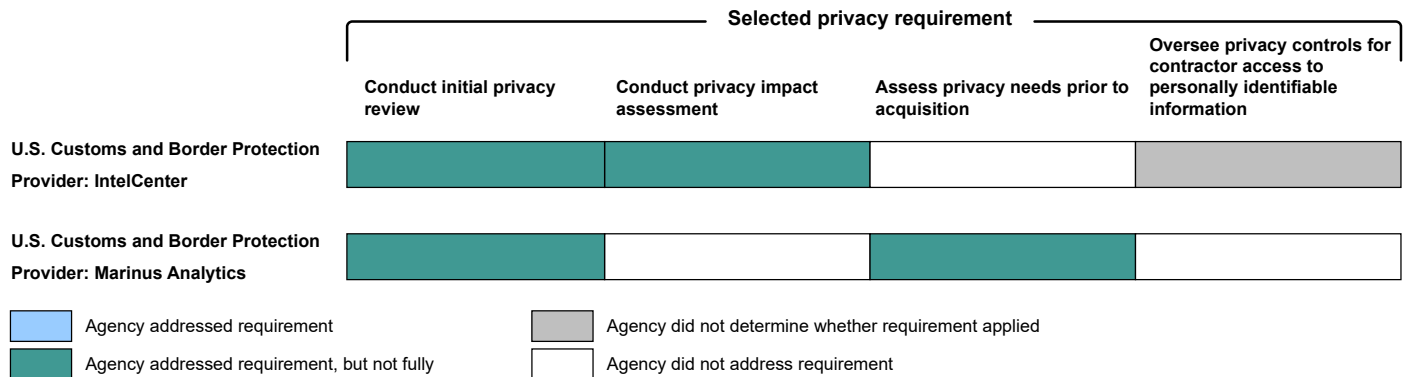 Selected privacy requirement
Conduct initial privacy
review
Conduct privacy impact
assessment
Assess privacy needs prior to
acquisition
Oversee privacy controls for
contractor access to
personally identifiable
information
U.S. Customs and Border Protection
Provider: IntelCenter
U.S. Customs and Border Protection
Provider: Marinus Analytics
Agency addressed requirement
Agency did not determine whether requirement applied
Agency addressed requirement, but not fully
Agency did not address requirement